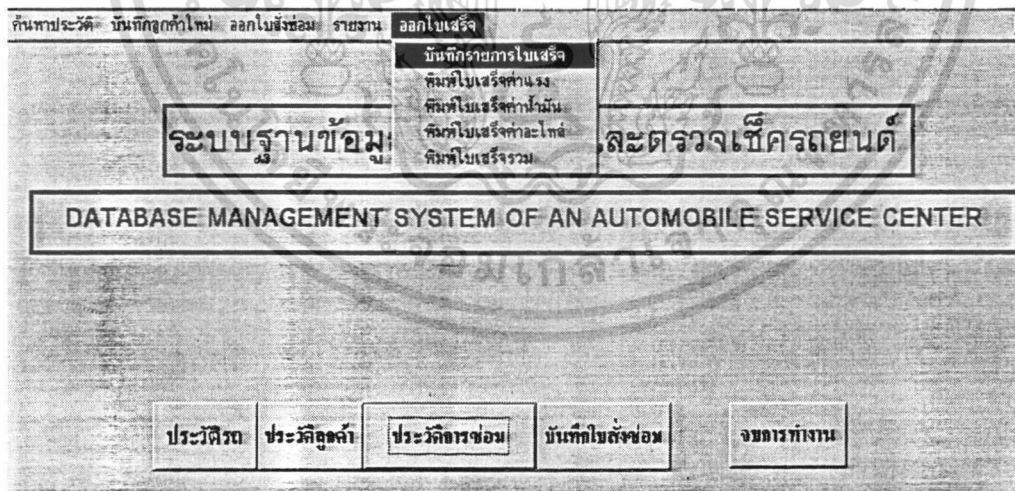 ค้นหาประวัติ บันทึกลูกค้าใหม่ ออกใบสั่งซ่อม รายงาน ออกใบเสร็จ
บันทึกรายการใบเสร็จ
พิมพ์ใบเสร็จค่าแรง
พิมพ์ใบเสร็จค่าน้ำมัน
พิมพ์ใบเสร็จค่าอะไหล่
พิมพ์ใบเสร็จรวม
ระบบฐานข้อมู ละตรวจเช็ครถยนต์
DATABASE MANAGEMENT SYSTEM OF AN AUTOMOBILE SERVICE CENTER
ประวัติรถ ประวัติลูกค้า ประวัติการซ่อม บันทึกใบสั่งซ่อม จบการทำงาน